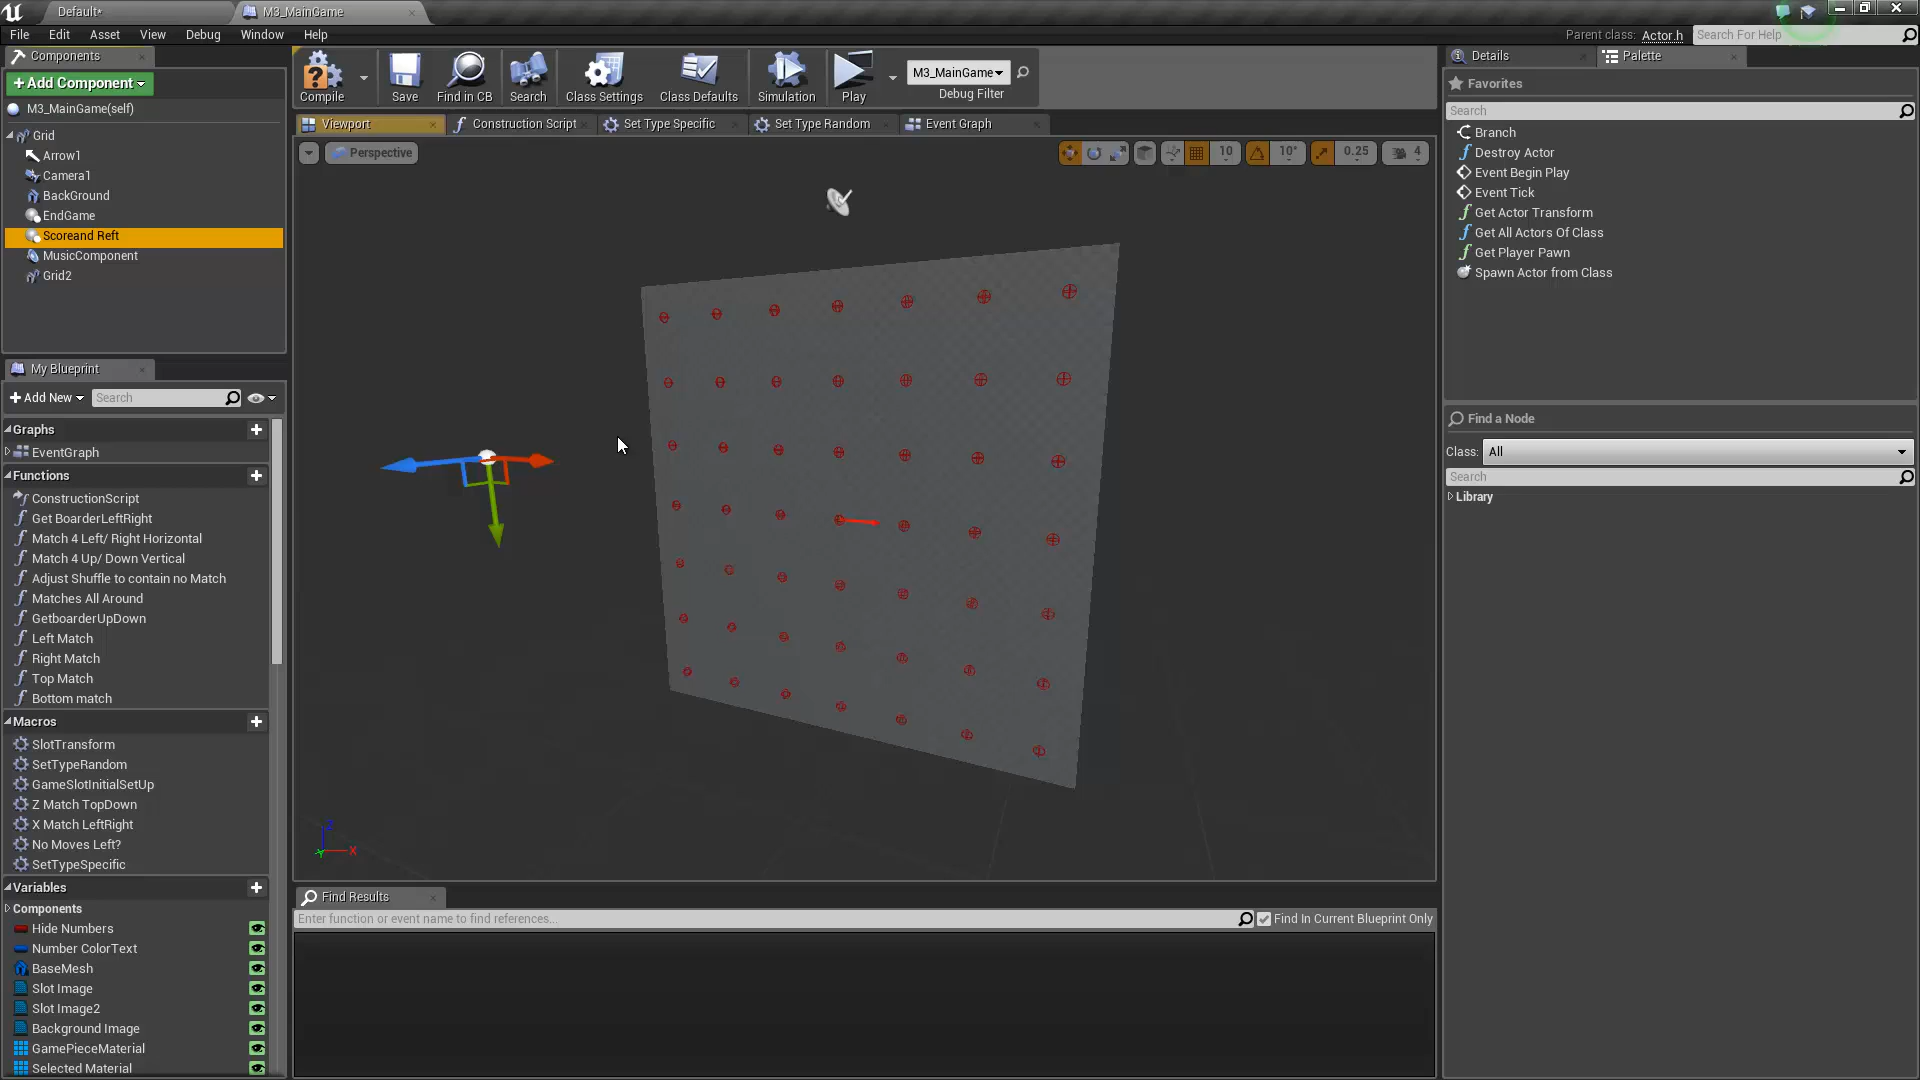 Default*
M3_MainGame
File Edit Asset View Debug Window Help
Parent class: Actor.h
Search For Help
Components
+Add Component
M3_MainGame(self)
Grid
Arrow1
Camera1
BackGround
EndGame
Scoreand Reft
MusicComponent
Grid2
My Blueprint
+Add New
Search
Graphs
EventGraph
Functions
ConstructionScript
Get BoarderLeftRight
Match 4 Left/ Right Horizontal
Match 4 Up/ Down Vertical
Adjust Shuffle to contain no Match
Matches All Around
GetboarderUpDown
Left Match
Right Match
Top Match
Bottom match
Macros
SlotTransform
SetTypeRandom
GameSlotInitialSetUp
Z Match TopDown
X Match LeftRight
No Moves Left?
SetTypeSpecific
Variables
Components
Hide Numbers
Number ColorText
BaseMesh
Slot Image
Slot Image2
Background Image
GamePieceMaterial
Selected Material
Compile
Save
Find in CB
Search
Class Settings
Class Defaults
Simulation
Play
M3_MainGame
Debug Filter
Viewport
Construction Script
Set Type Specific
Set Type Random
Event Graph
Perspective
10
10°
0.25
4
Z
X
Y
Find Results
Enter function or event name to find references...
Find In Current Blueprint Only
Details
Palette
Favorites
Search
Branch
Destroy Actor
Event Begin Play
Event Tick
Get Actor Transform
Get All Actors Of Class
Get Player Pawn
Spawn Actor from Class
Find a Node
Class: All
Search
Library